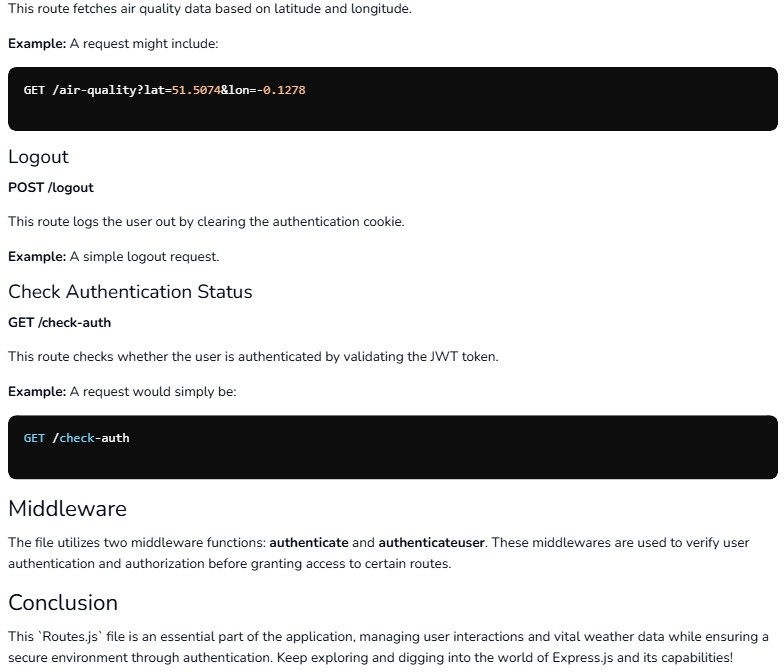 This route fetches air quality data based on latitude and longitude.
Example: A request might include:
GET /air-quality?lat=51.5074&lon=-0.1278
Logout
POST /logout
This route logs the user out by clearing the authentication cookie.
Example: A simple logout request.
Check Authentication Status
GET /check-auth
This route checks whether the user is authenticated by validating the JWT token.
Example: A request would simply be:
GET /check-auth
Middleware
The file utilizes two middleware functions: authenticate and authenticateuser. These middlewares are used to verify user
authentication and authorization before granting access to certain routes.
Conclusion
This `Routes.js` file is an essential part of the application, managing user interactions and vital weather data while ensuring a
secure environment through authentication. Keep exploring and digging into the world of Express.js and its capabilities!